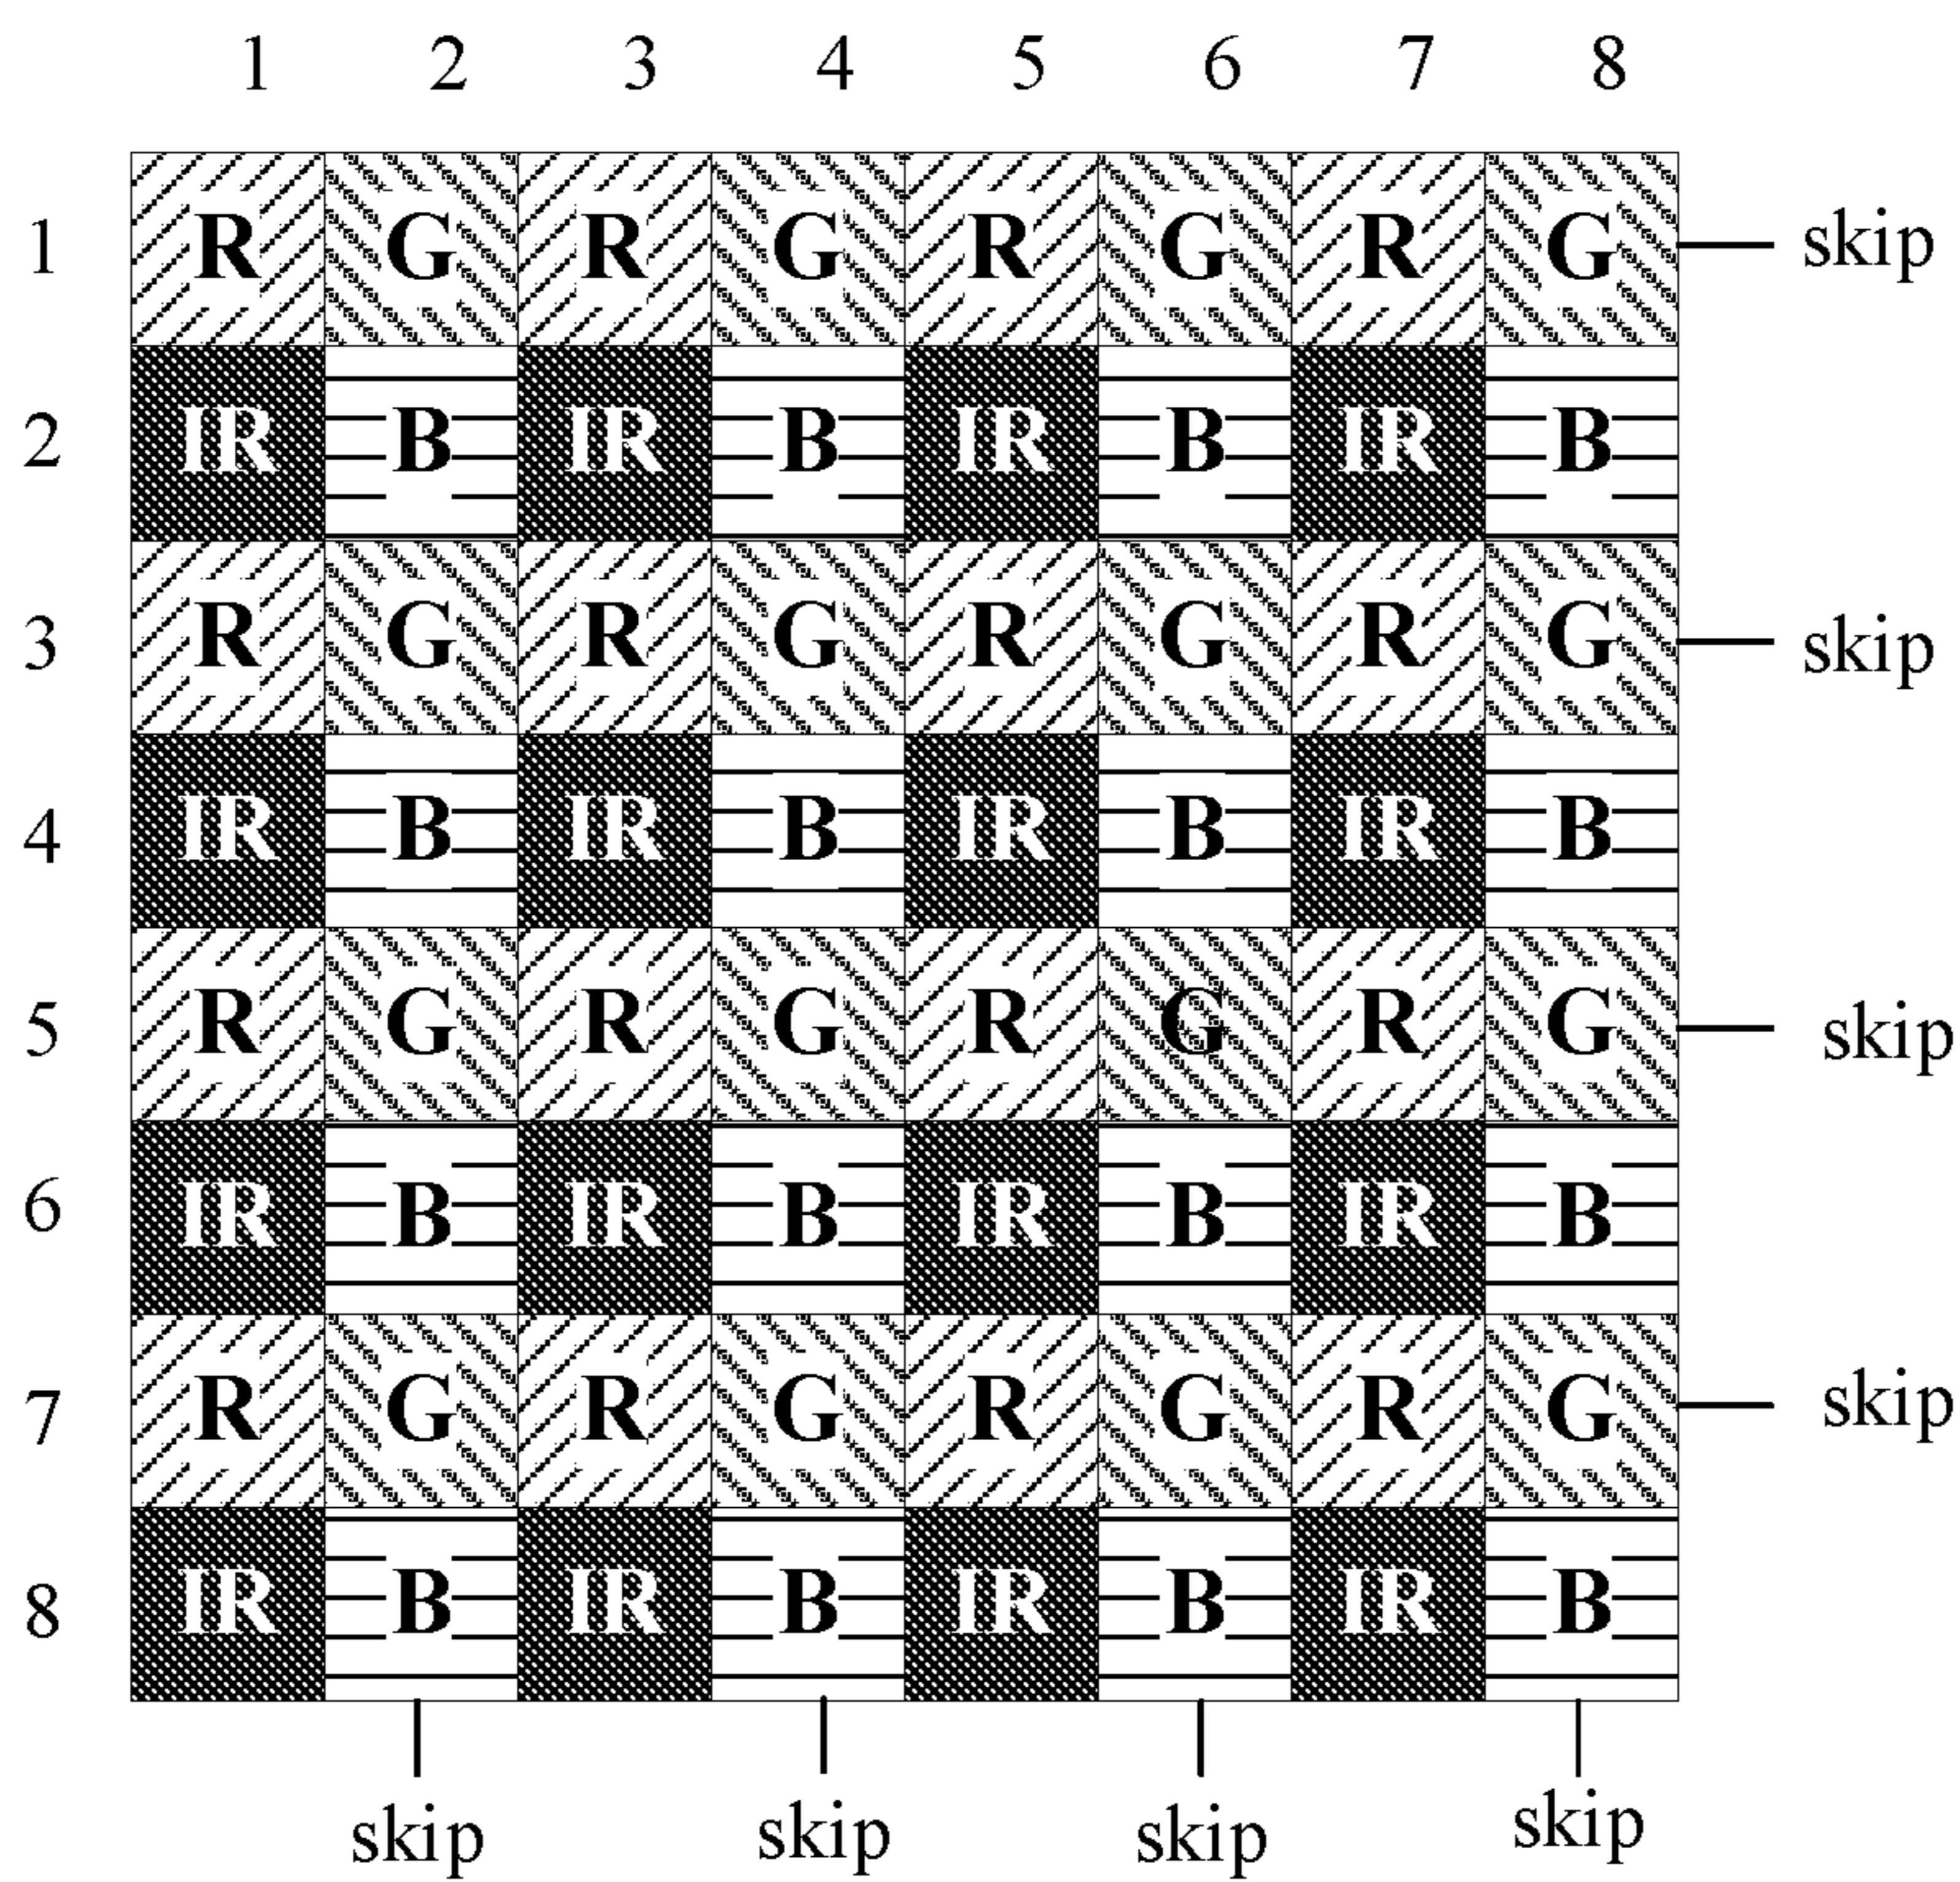 1 2 3 4 5 6 7 8
1 R G R G R G R G skip
2 IR B IR B IR B IR B
3 R G R G R G R G skip
4 IR B IR B IR B IR B
5 R G R G R G R G skip
6 IR B IR B IR B IR B
7 R G R G R G R G skip
8 IR B IR B IR B IR B
skip skip skip skip